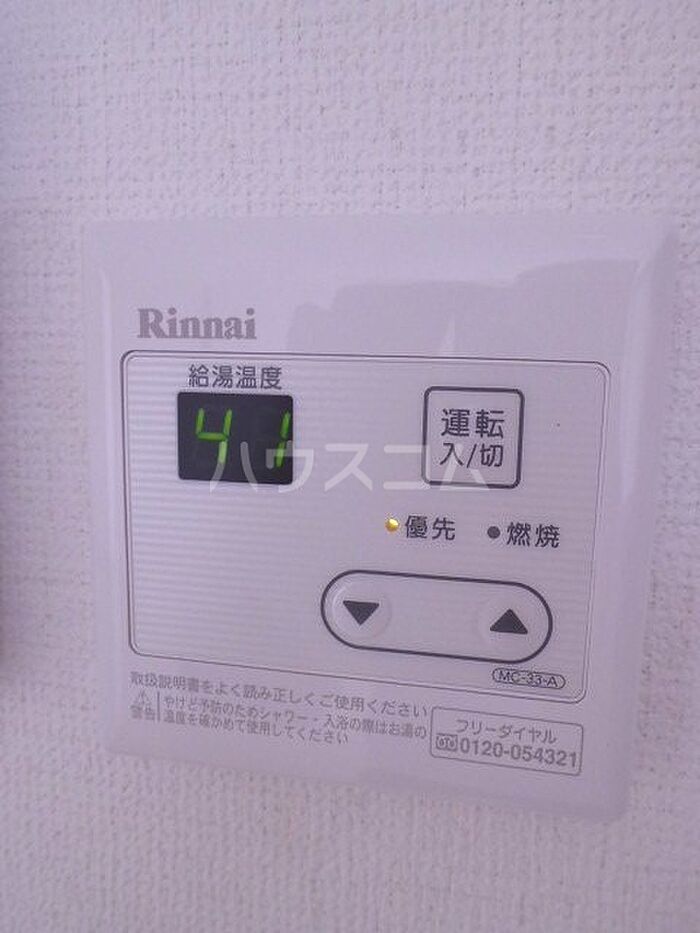 Rinnai
給湯温度
41
運転
入/切
ハウスコム
優先
燃焼
MC-33-A
取扱説明書をよく読み正しくご使用ください
警告
やけど予防のためシャワー・入浴の際はお湯の
温度を確かめて使用してください
フリーダイヤル
0120-054321